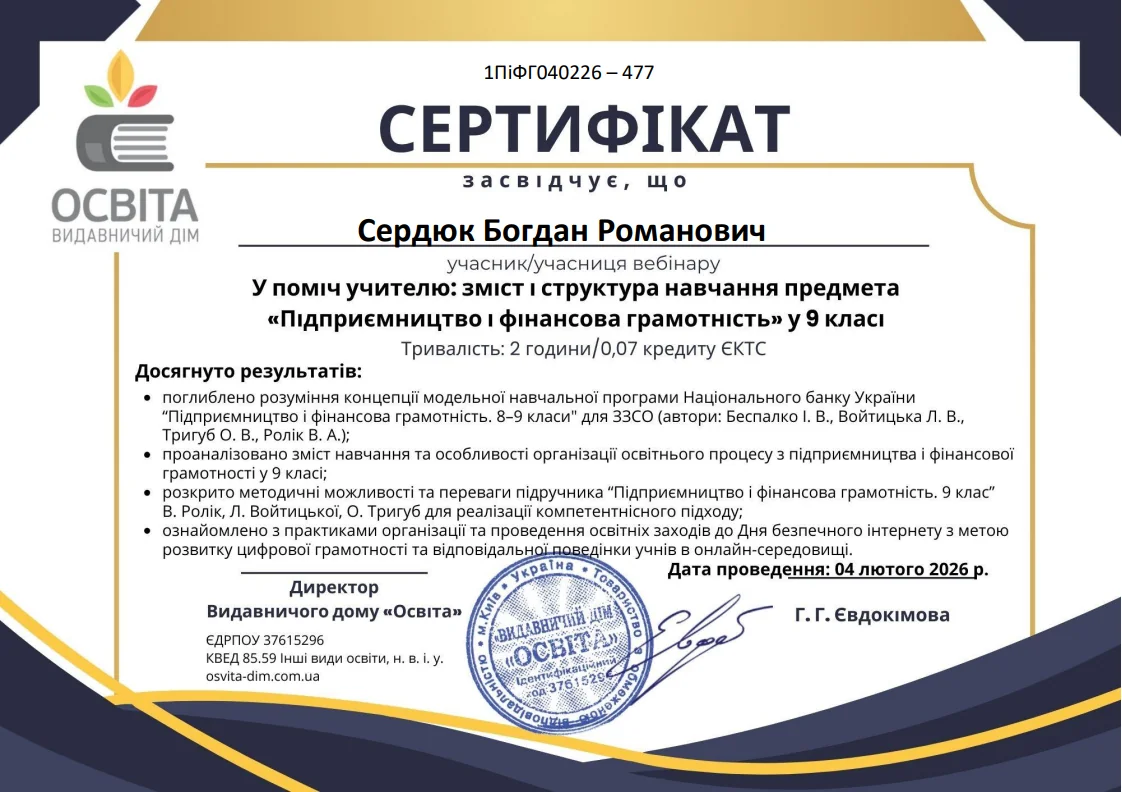 1ПіФГ040226 – 477
СЕРТИФІКАТ
засвідчує, що
ОСВІТА
ВИДАВНИЧИЙ ДІМ
Сердюк Богдан Романович
учасник/учасниця вебінару
У поміч учителю: зміст і структура навчання предмета
«Підприємництво і фінансова грамотність» у 9 класі
Тривалість: 2 години/0,07 кредиту ЄКТС
Досягнуто результатів:
• поглиблено розуміння концепції модельної навчальної програми Національного банку України
“Підприємництво і фінансова грамотність. 8–9 класи" для ЗЗСО (автори: Беспалко І. В., Войтицька Л. В.,
Тригуб О. В., Ролік В. А.);
• проаналізовано зміст навчання та особливості організації освітнього процесу з підприємництва і фінансової
грамотності у 9 класі;
• розкрито методичні можливості та переваги підручника “Підприємництво і фінансова грамотність. 9 клас”
В. Ролік, Л. Войтицької, О. Тригуб для реалізації компетентнісного підходу;
• ознайомлено з практиками організації та проведення освітніх заходів до Дня безпечного інтернету з метою
розвитку цифрової грамотності та відповідальної поведінки учнів в онлайн-середовищі.
Дата проведення: 04 лютого 2026 р.
Директор
Видавничого дому «Освіта»
Г. Г. Євдокімова
ЄДРПОУ 37615296
КВЕД 85.59 Інші види освіти, н. в. і. у.
osvita-dim.com.ua
м.Київ • Україна • Товариство з обмеженою відповідальністю •
«ВИДАВНИЧИЙ ДІМ
«ОСВІТА»
Ідентифікаційний
код 37615296